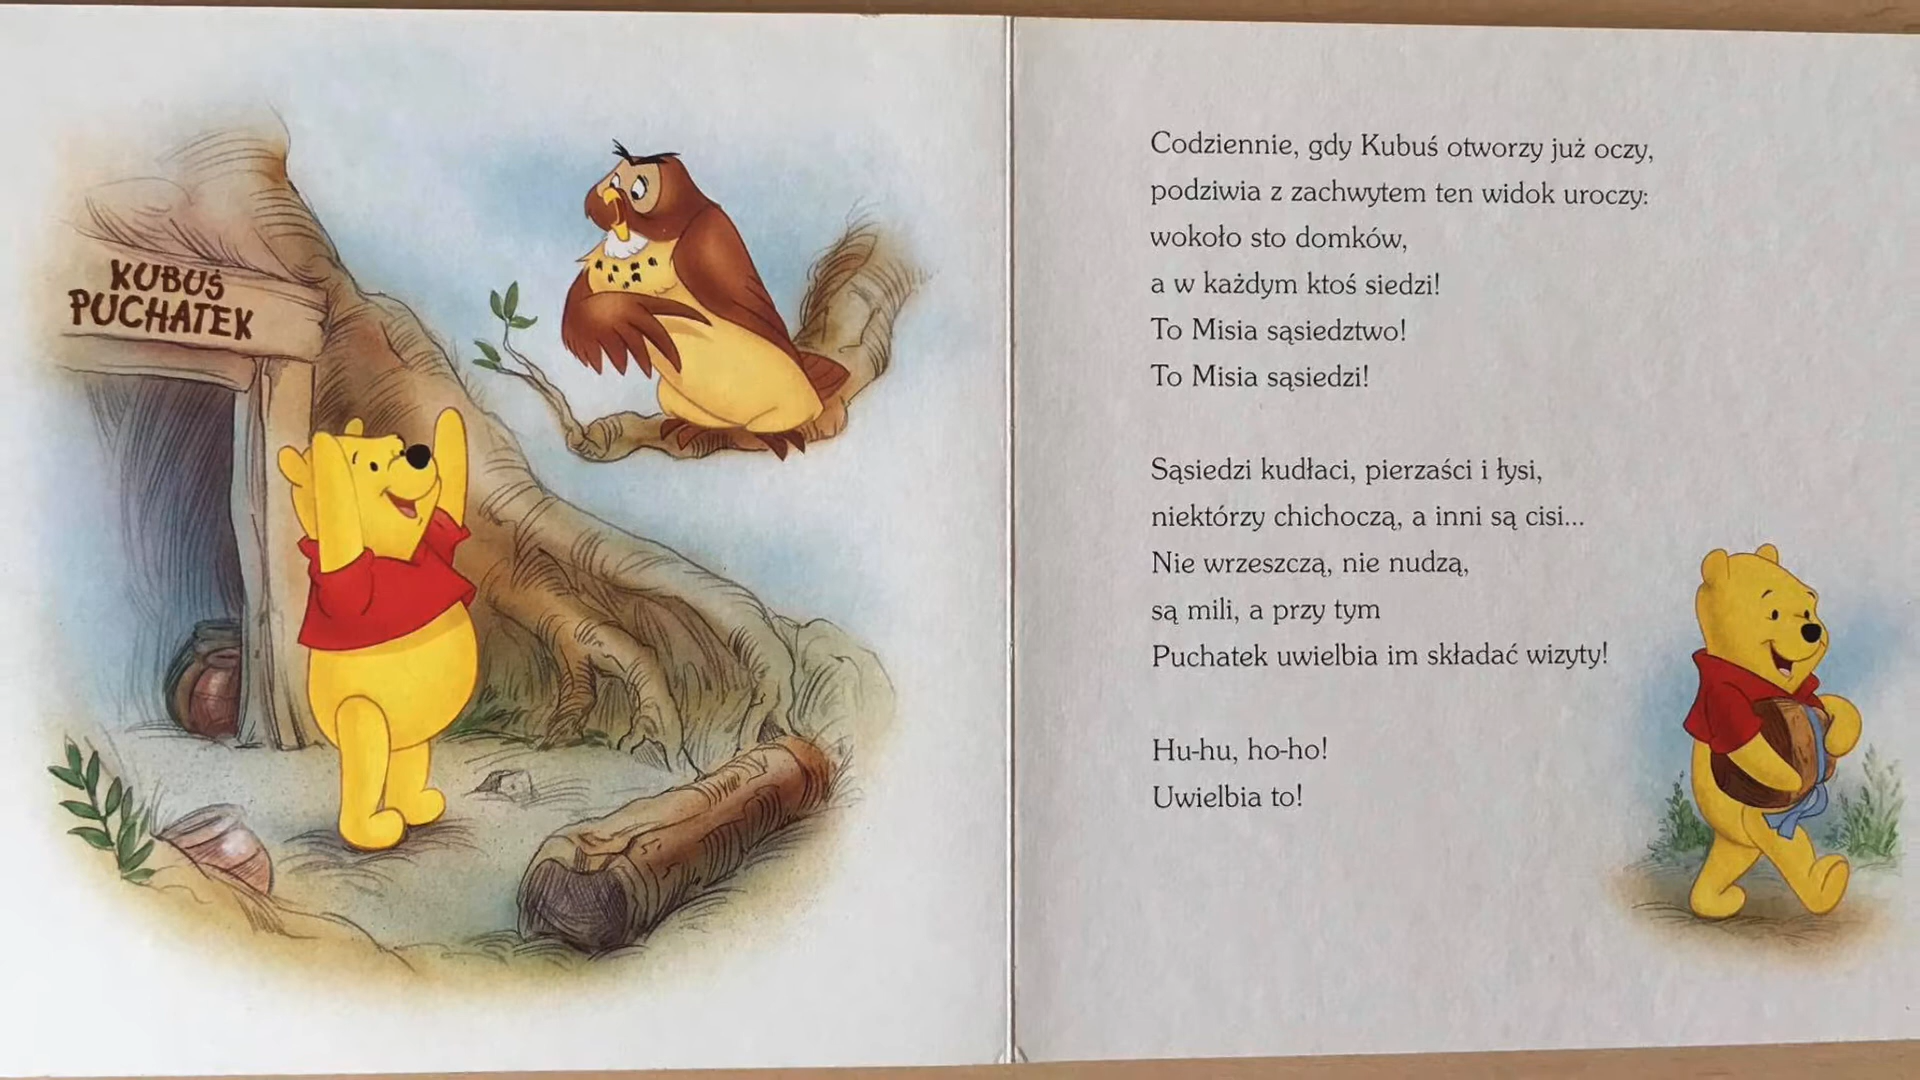 KUBUŚ
PUCHATEK
Codziennie, gdy Kubuś otworzy już oczy,
podziwia z zachwytem ten widok uroczy:
wokoło sto domków,
a w każdym ktoś siedzi!
To Misia sąsiedztwo!
To Misia sąsiedzi!
Sąsiedzi kudłaci, pierzaści i łysi,
niektórzy chichoczą, a inni są cisi...
Nie wrzeszczą, nie nudzą,
są mili, a przy tym
Puchatek uwielbia im składać wizyty!
Hu-hu, ho-ho!
Uwielbia to!